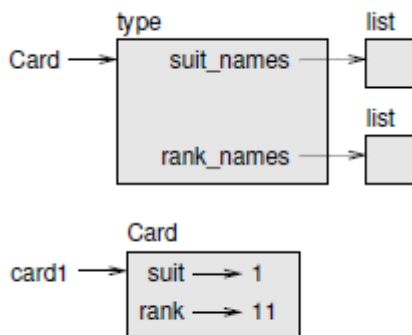 type
list
Card
suit_names
list
rank_names
Card
card1
suit
1
rank
11